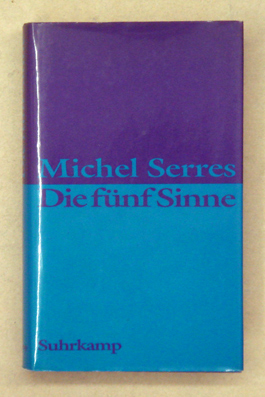 Michel Serres
Die fünf Sinne
Suhrkamp